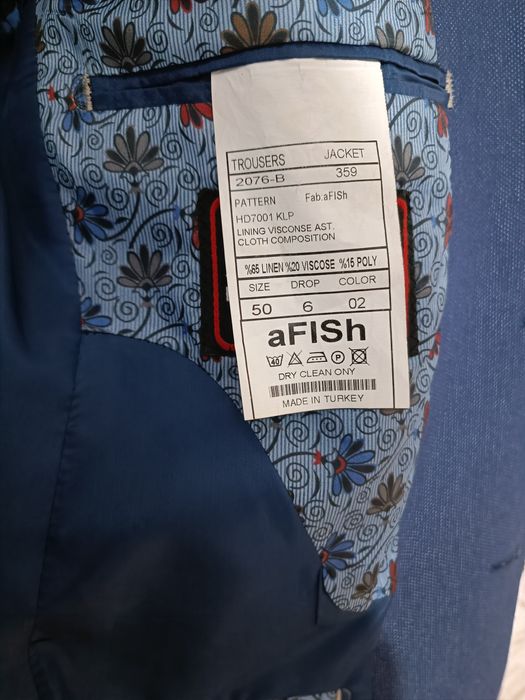 TROUSERS JACKET
2076-B 359
PATTERN Fab.aFISh
HD7001 KLP
LINING VISCONSE AST.
CLOTH COMPOSITION
%65 LINEN %20 VISCOSE %15 POLY
SIZE DROP COLOR
50 6 02
aFISh
40 P
DRY CLEAN ONY
MADE IN TURKEY